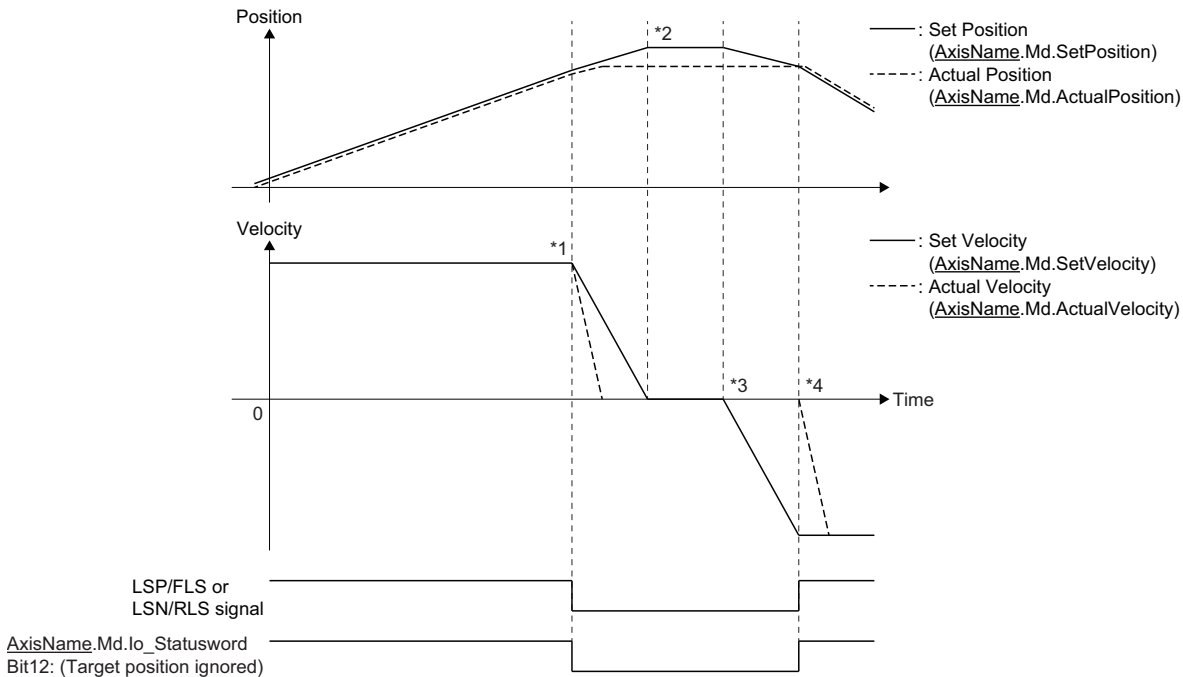 Position
*2
: Set Position
(AxisName.Md.SetPosition)
: Actual Position
(AxisName.Md.ActualPosition)
Velocity
*1
: Set Velocity
(AxisName.Md.SetVelocity)
: Actual Velocity
(AxisName.Md.ActualVelocity)
*3
*4
Time
0
LSP/FLS or
LSN/RLS signal
AxisName.Md.Io_Statusword
Bit12: (Target position ignored)